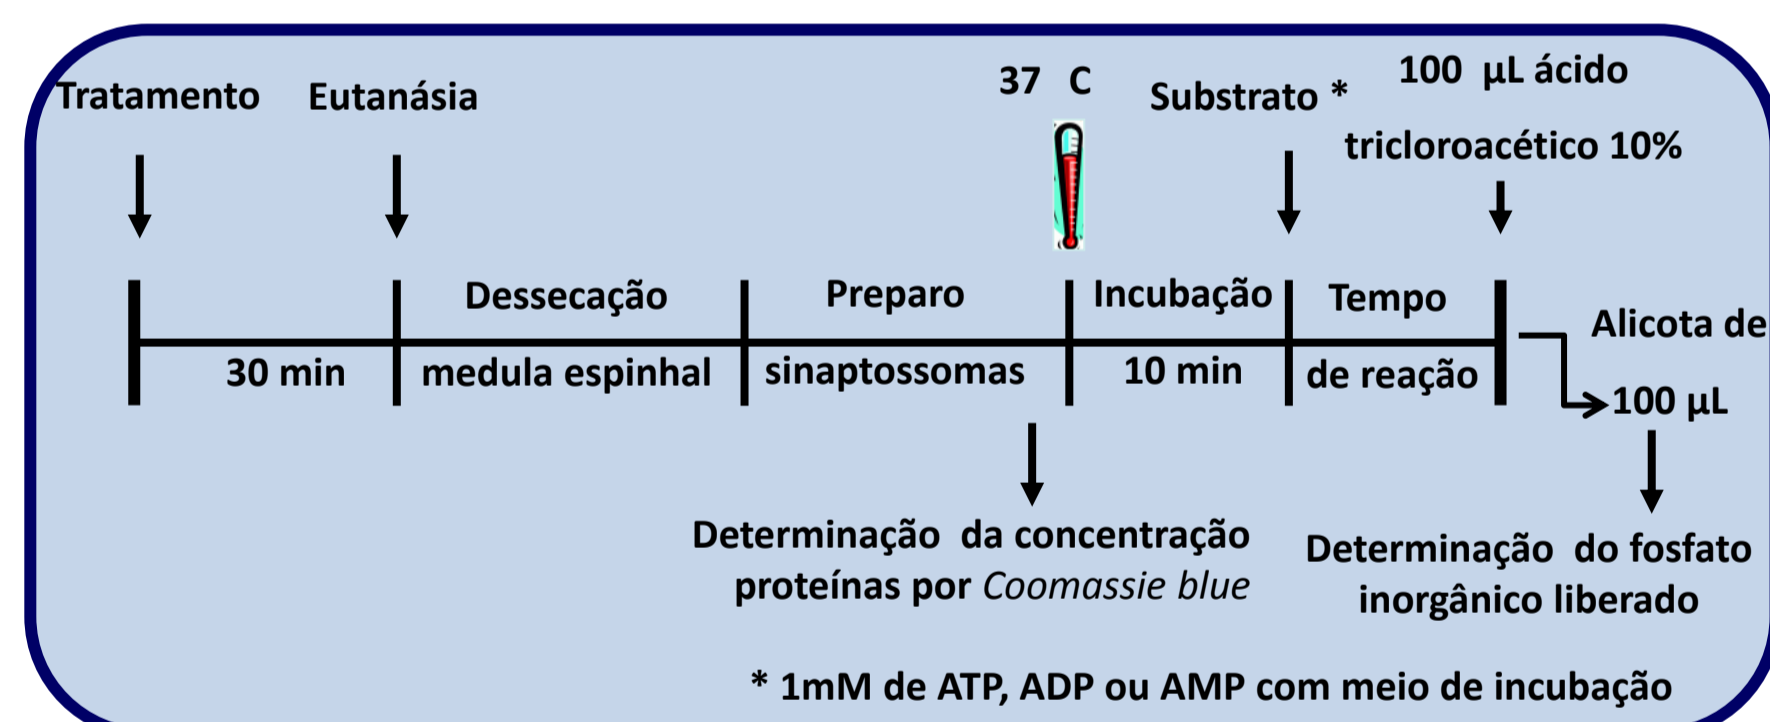 Tratamento
Eutanásia
37 C
Substrato *
100 µL ácido
tricloroacético 10%
Dessecação
medula espinhal
Preparo
sinaptossomas
Incubação
10 min
Tempo
de reação
30 min
Alicota de
100 µL
Determinação da concentração
proteínas por Coomassie blue
Determinação do fosfato
inorgânico liberado
* 1mM de ATP, ADP ou AMP com meio de incubação